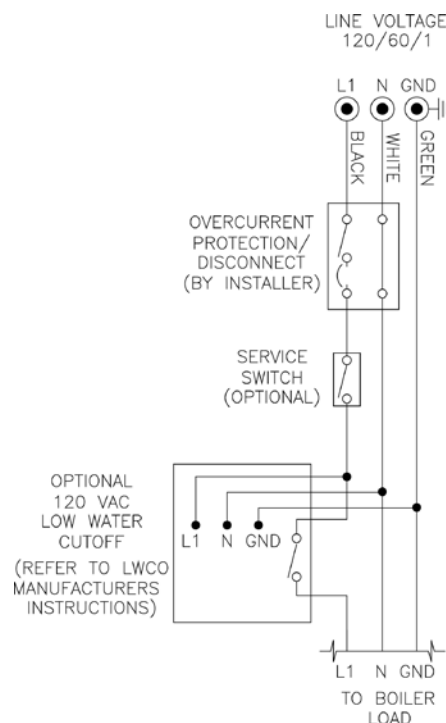 LINE VOLTAGE
120/60/1
L1 N GND
BLACK
WHITE
GREEN
OVERCURRENT
PROTECTION/
DISCONNECT
(BY INSTALLER)
SERVICE
SWITCH
(OPTIONAL)
OPTIONAL
120 VAC
LOW WATER
CUTOFF
(REFER TO LWCO
MANUFACTURERS
INSTRUCTIONS)
L1 N GND
L1 N GND
TO BOILER
LOAD